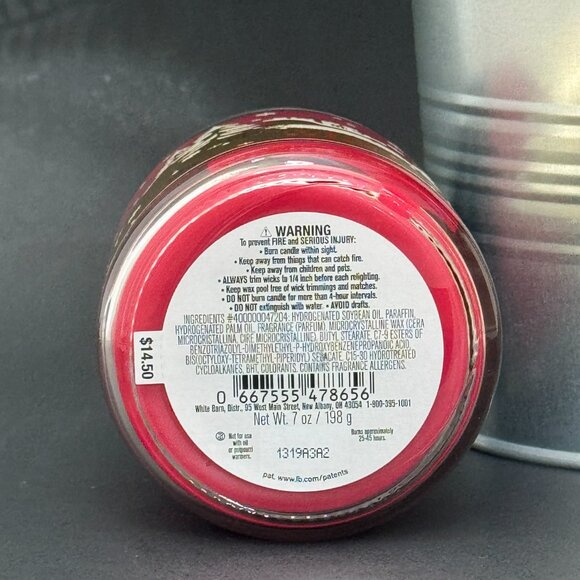 ⚠ WARNING
To prevent FIRE and SERIOUS INJURY:
• Burn candle within sight.
• Keep away from things that can catch fire.
• Keep away from children and pets.
• ALWAYS trim wicks to 1/4 inch before each relighting.
• Keep wax pool free of wick trimmings and matches.
• DO NOT burn candle for more than 4-hour intervals.
• DO NOT extinguish with water. • AVOID drafts.
INGREDIENTS #400000047204: HYDROGENATED SOYBEAN OIL, PARAFFIN,
HYDROGENATED PALM OIL, FRAGRANCE (PARFUM), MICROCRYSTALLINE WAX (CERA
MICROCRISTALLINA, CIRE MICROCRISTALLINE), BUTYL STEARATE, C7-9 ESTERS OF
BENZOTRIAZOLYL-DIMETHYLETHYL-P-HYDROXYBENZENEPROPANOIC ACID,
BIS(OCTYLOXY-TETRAMETHYL-PIPERIDYL) SEBACATE, C15-30 HYDROTREATED
CYCLOALKANES, BHT, COLORANTS. CONTAINS FRAGRANCE ALLERGENS.
0 667555 478656
White Barn, Distr., 95 West Main Street, New Albany, OH 43054 1-800-395-1001
Net Wt. 7 oz / 198 g
Not for use
with oil
or potpourri
warmers.
Burns approximately
25-45 hours.
1319A3A2
pat. www.lb.com/patents
$14.50